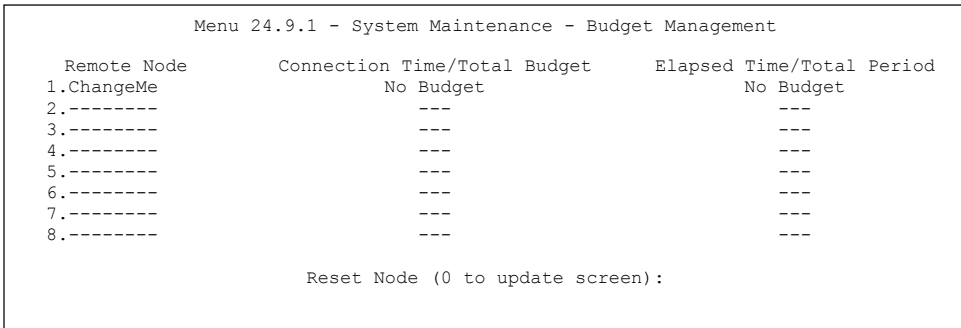 Menu 24.9.1 - System Maintenance - Budget Management
Remote Node Connection Time/Total Budget Elapsed Time/Total Period
1.ChangeMe No Budget No Budget
2.-------- --- ---
3.-------- --- ---
4.-------- --- ---
5.-------- --- ---
6.-------- --- ---
7.-------- --- ---
8.-------- --- ---
Reset Node (0 to update screen):